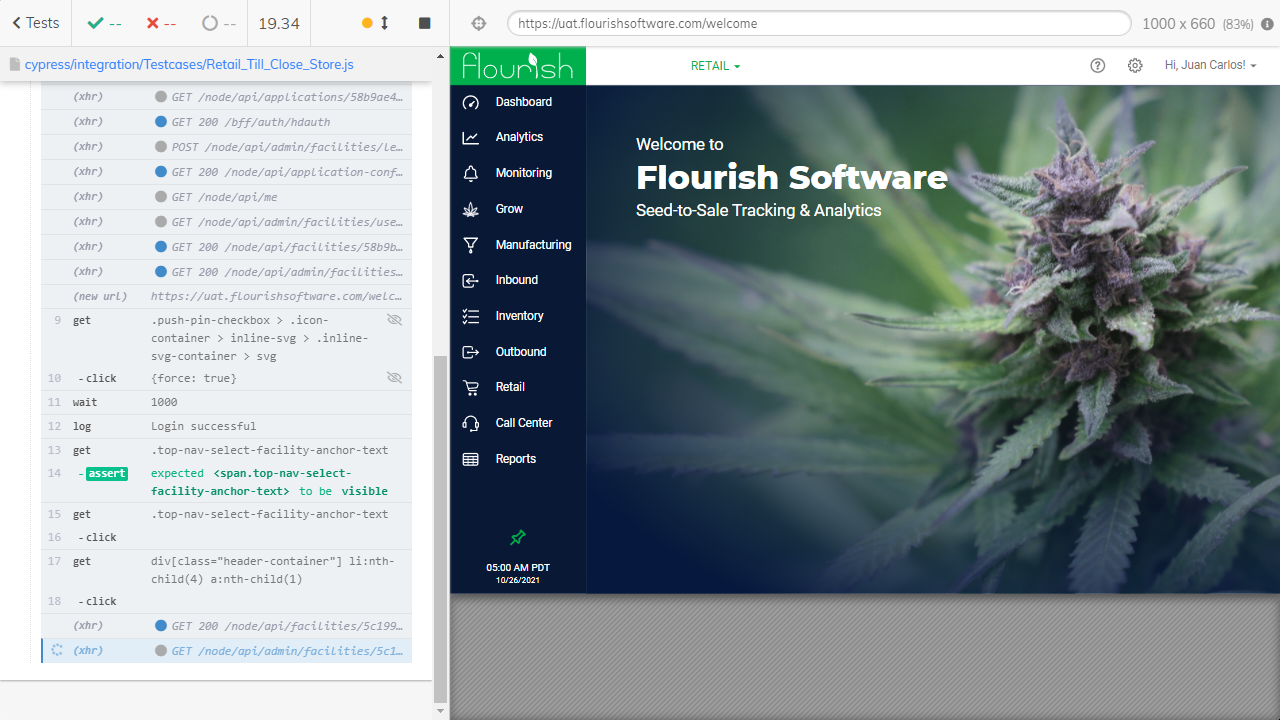 Tests
--
--
--
19.34
https://uat.flourishsoftware.com/welcome
1000 x 660 (83%)
cypress/integration/Testcases/Retail_Till_Close_Store.js
(xhr) GET /node/api/applications/58b9ae4…
(xhr) GET 200 /bff/auth/hdauth
(xhr) POST /node/api/admin/facilities/le…
(xhr) GET 200 /node/api/application-conf…
(xhr) GET /node/api/me
(xhr) GET /node/api/admin/facilities/use…
(xhr) GET 200 /node/api/facilities/58b9b…
(xhr) GET 200 /node/api/admin/facilities…
(new url) https://uat.flourishsoftware.com/welc…
9 get .push-pin-checkbox > .icon-
container > inline-svg > .inline-
svg-container > svg
10 -click {force: true}
11 wait 1000
12 log Login successful
13 get .top-nav-select-facility-anchor-text
14 -assert expected <span.top-nav-select-
facility-anchor-text> to be visible
15 get .top-nav-select-facility-anchor-text
16 -click
17 get div[class="header-container"] li:nth-
child(4) a:nth-child(1)
18 -click
(xhr) GET 200 /node/api/facilities/5c199…
(xhr) GET /node/api/admin/facilities/5c1…
flourish
RETAIL
Hi, Juan Carlos!
Dashboard
Analytics
Monitoring
Grow
Manufacturing
Inbound
Inventory
Outbound
Retail
Call Center
Reports
05:00 AM PDT
10/26/2021
Welcome to
Flourish Software
Seed-to-Sale Tracking & Analytics